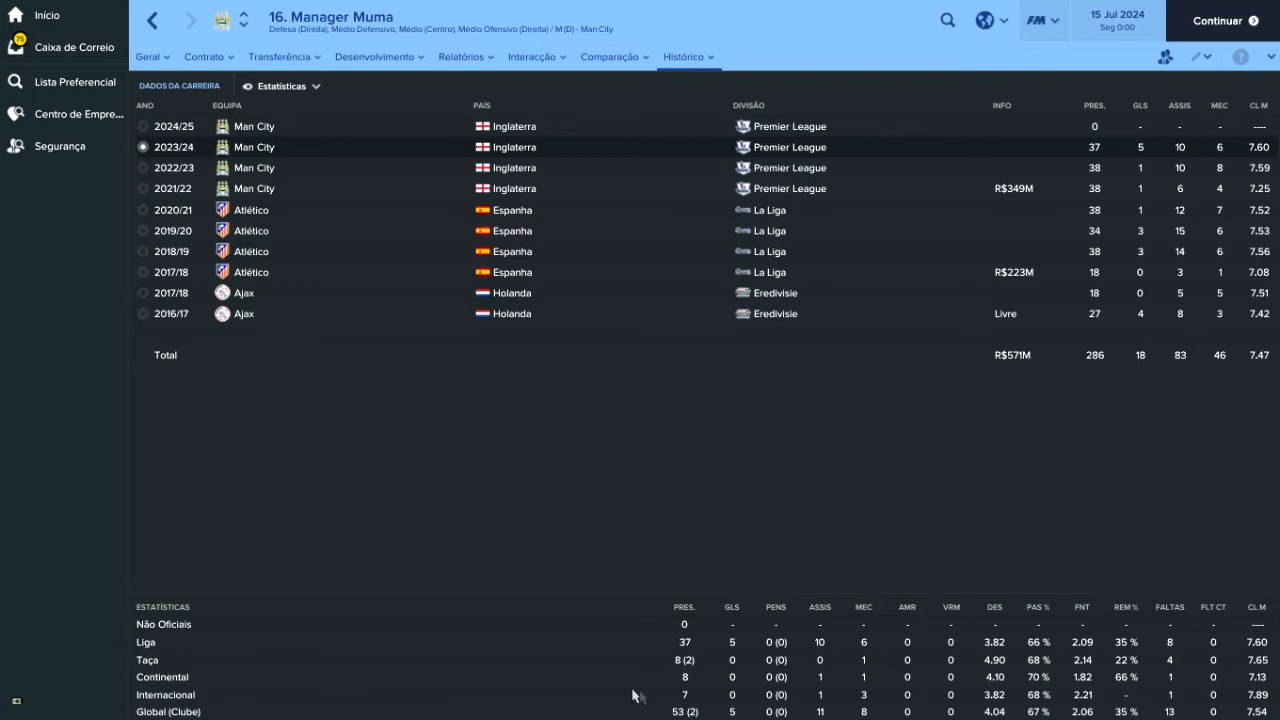 Início
16. Manager Muma
Defesa (Direita), Médio Defensivo, Médio (Centro), Médio Ofensivo (Direita) / M (D) - Man City
FM
15 Jul 2024
Seg 0:00
Continuar
75
Caixa de Correio
Geral Contrato Transferência Desenvolvimento Relatórios Interacção Comparação Histórico
?
Lista Preferencial
DADOS DA CARREIRA Estatísticas
ANO EQUIPA PAÍS DIVISÃO INFO PRES. GLS ASSIS MEC CL M
Centro de Empre...
2024/25 Man City Inglaterra Premier League 0 - - - ----
Segurança
2023/24 Man City Inglaterra Premier League 37 5 10 6 7.60
2022/23 Man City Inglaterra Premier League 38 1 10 8 7.59
2021/22 Man City Inglaterra Premier League R$349M 38 1 6 4 7.25
2020/21 Atlético Espanha La Liga 38 1 12 7 7.52
2019/20 Atlético Espanha La Liga 34 3 15 6 7.53
2018/19 Atlético Espanha La Liga 38 3 14 6 7.56
2017/18 Atlético Espanha La Liga R$223M 18 0 3 1 7.08
2017/18 Ajax Holanda Eredivisie 18 0 5 5 7.51
2016/17 Ajax Holanda Eredivisie Livre 27 4 8 3 7.42
Total R$571M 286 18 83 46 7.47
ESTATÍSTICAS PRES. GLS PENS ASSIS MEC AMR VRM DES PAS % FNT REM % FALTAS FLT CT CL M
Não Oficiais 0 - - - - - - - - - - - - ----
Liga 37 5 0 (0) 10 6 0 0 3.82 66 % 2.09 35 % 8 0 7.60
Taça 8 (2) 0 0 (0) 0 1 0 0 4.90 68 % 2.14 22 % 4 0 7.65
Continental 8 0 0 (0) 1 1 0 0 4.10 70 % 1.82 66 % 1 0 7.13
Internacional 7 0 0 (0) 1 3 0 0 3.82 68 % 2.21 - 1 0 7.89
Global (Clube) 53 (2) 5 0 (0) 11 8 0 0 4.04 67 % 2.06 35 % 13 0 7.54